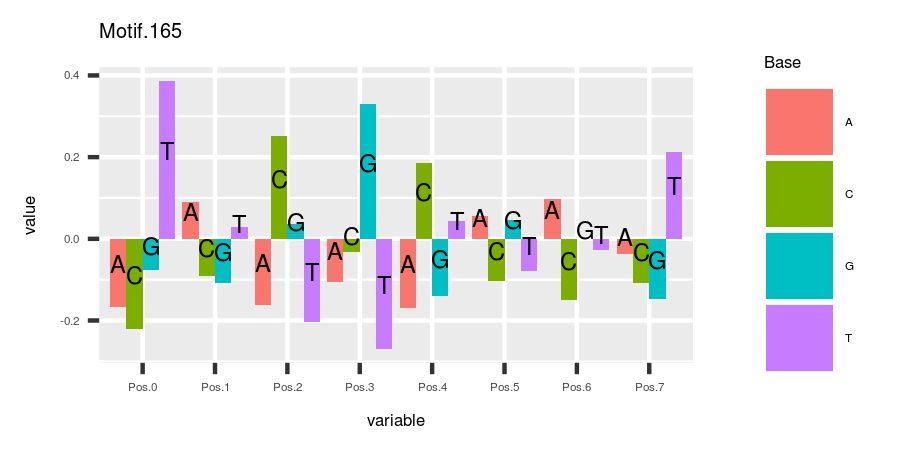 Motif.165
Base
0.4
0.2
0.0
-0.2
value
A C G T A C G T A C G T A C G T A C G T A C G T A C G T A C G T
Pos.0 Pos.1 Pos.2 Pos.3 Pos.4 Pos.5 Pos.6 Pos.7
variable
A
C
G
T